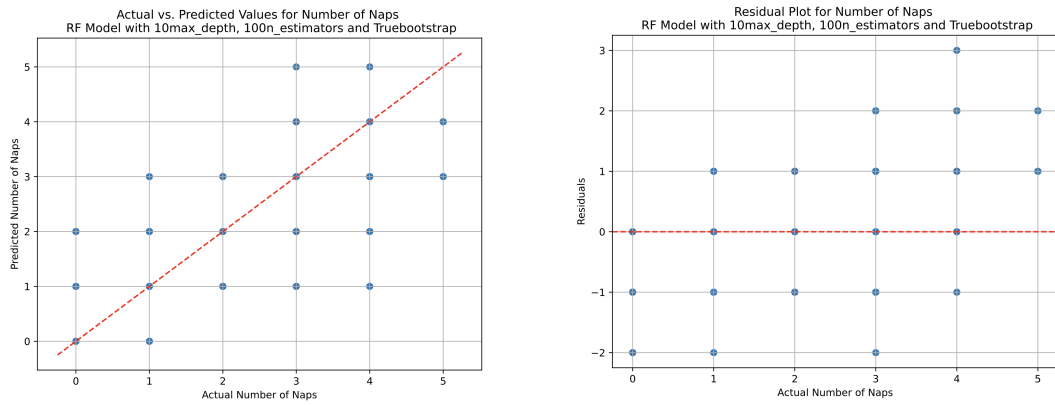 Actual vs. Predicted Values for Number of Naps
RF Model with 10max_depth, 100n_estimators and Truebootstrap
5
4
3
2
1
0
Predicted Number of Naps
0 1 2 3 4 5
Actual Number of Naps
Residual Plot for Number of Naps
RF Model with 10max_depth, 100n_estimators and Truebootstrap
3
2
1
0
−1
−2
Residuals
0 1 2 3 4 5
Actual Number of Naps